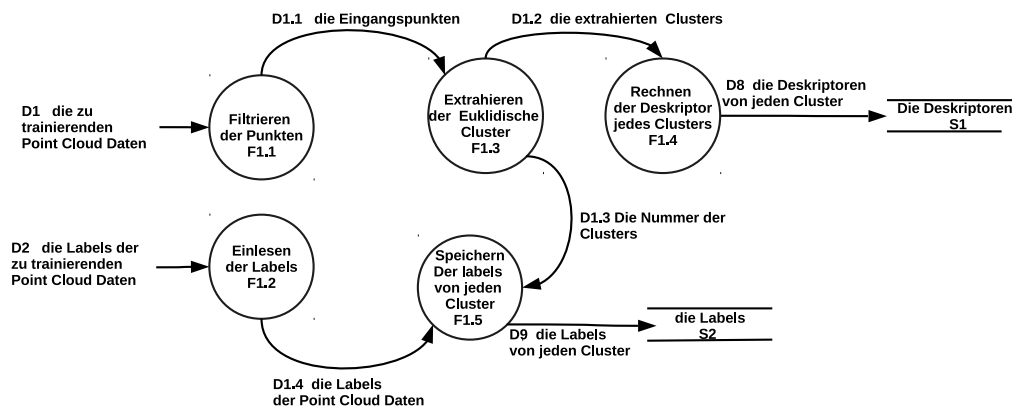 D1.1 die Eingangspunkten
D1.2 die extrahierten Clusters
D1 die zu
trainierenden
Point Cloud Daten
Filtrieren
der Punkten
F1.1
Extrahieren
der Euklidische
Cluster
F1.3
Rechnen
der Deskriptor
jedes Clusters
F1.4
D8 die Deskriptoren
von jeden Cluster
Die Deskriptoren
S1
D1.3 Die Nummer der
Clusters
D2 die Labels der
zu trainierenden
Point Cloud Daten
Einlesen
der Labels
F1.2
Speichern
Der labels
von jeden
Cluster
F1.5
die Labels
S2
D9 die Labels
von jeden Cluster
D1.4 die Labels
der Point Cloud Daten